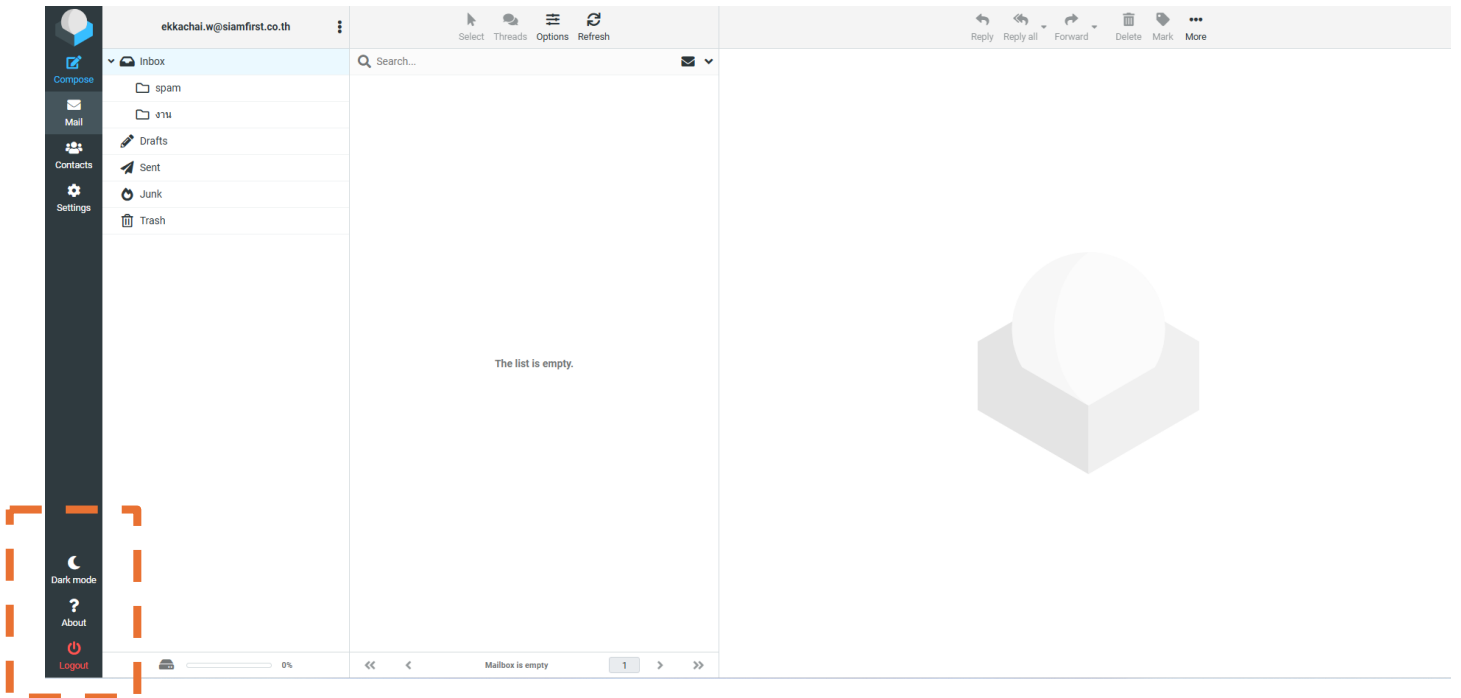 ekkachai.w@siamfirst.co.th
Select Threads Options Refresh
Reply Reply all Forward Delete Mark More
Compose
Mail
Contacts
Settings
Inbox
spam
งาน
Drafts
Sent
Junk
Trash
Search...
The list is empty.
Dark mode
?
About
Logout
0%
Mailbox is empty
1